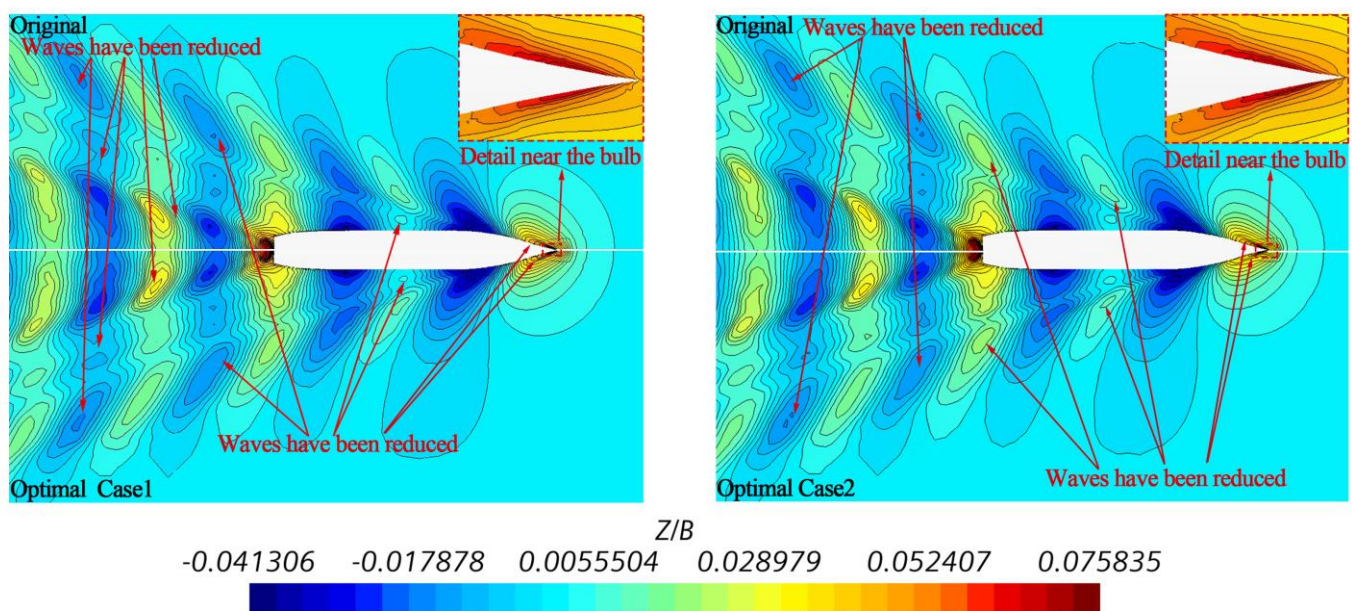 Original
Waves have been reduced
Detail near the bulb
Waves have been reduced
Optimal Case1
Original
Waves have been reduced
Detail near the bulb
Waves have been reduced
Optimal Case2
Z/B
-0.041306 -0.017878 0.0055504 0.028979 0.052407 0.075835